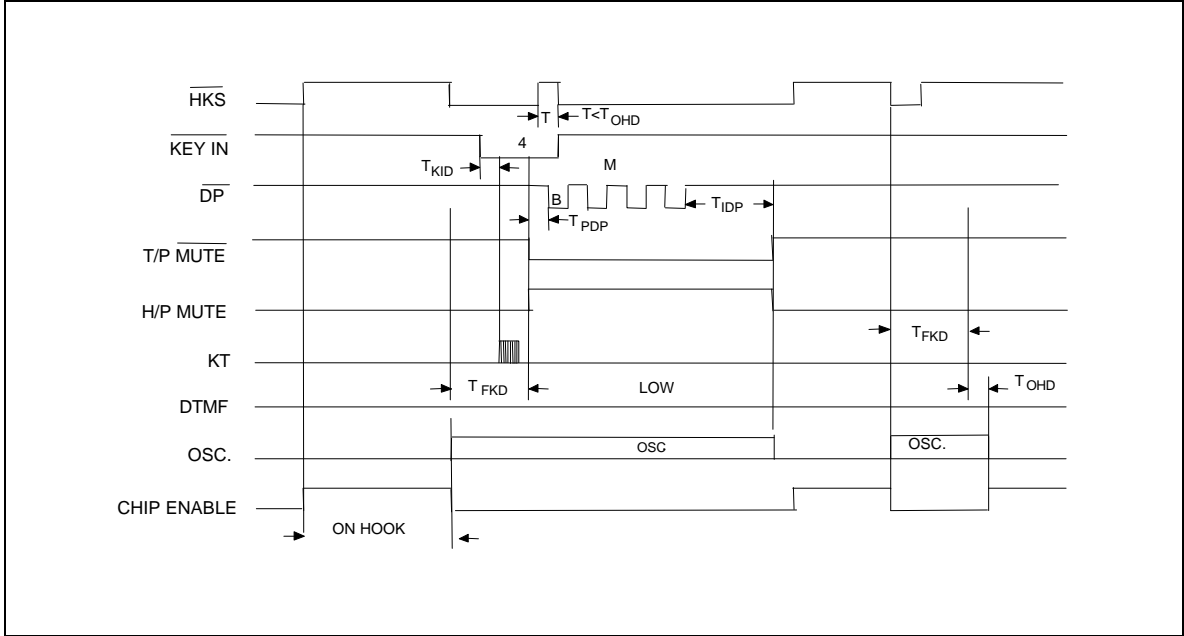 HKS
T T<TOHD
KEY IN
4
TKID
M
DP
B
TIDP
TPDP
T/P MUTE
H/P MUTE
TFKD
KT
TFKD
LOW
TOHD
DTMF
OSC.
OSC
OSC.
CHIP ENABLE
ON HOOK